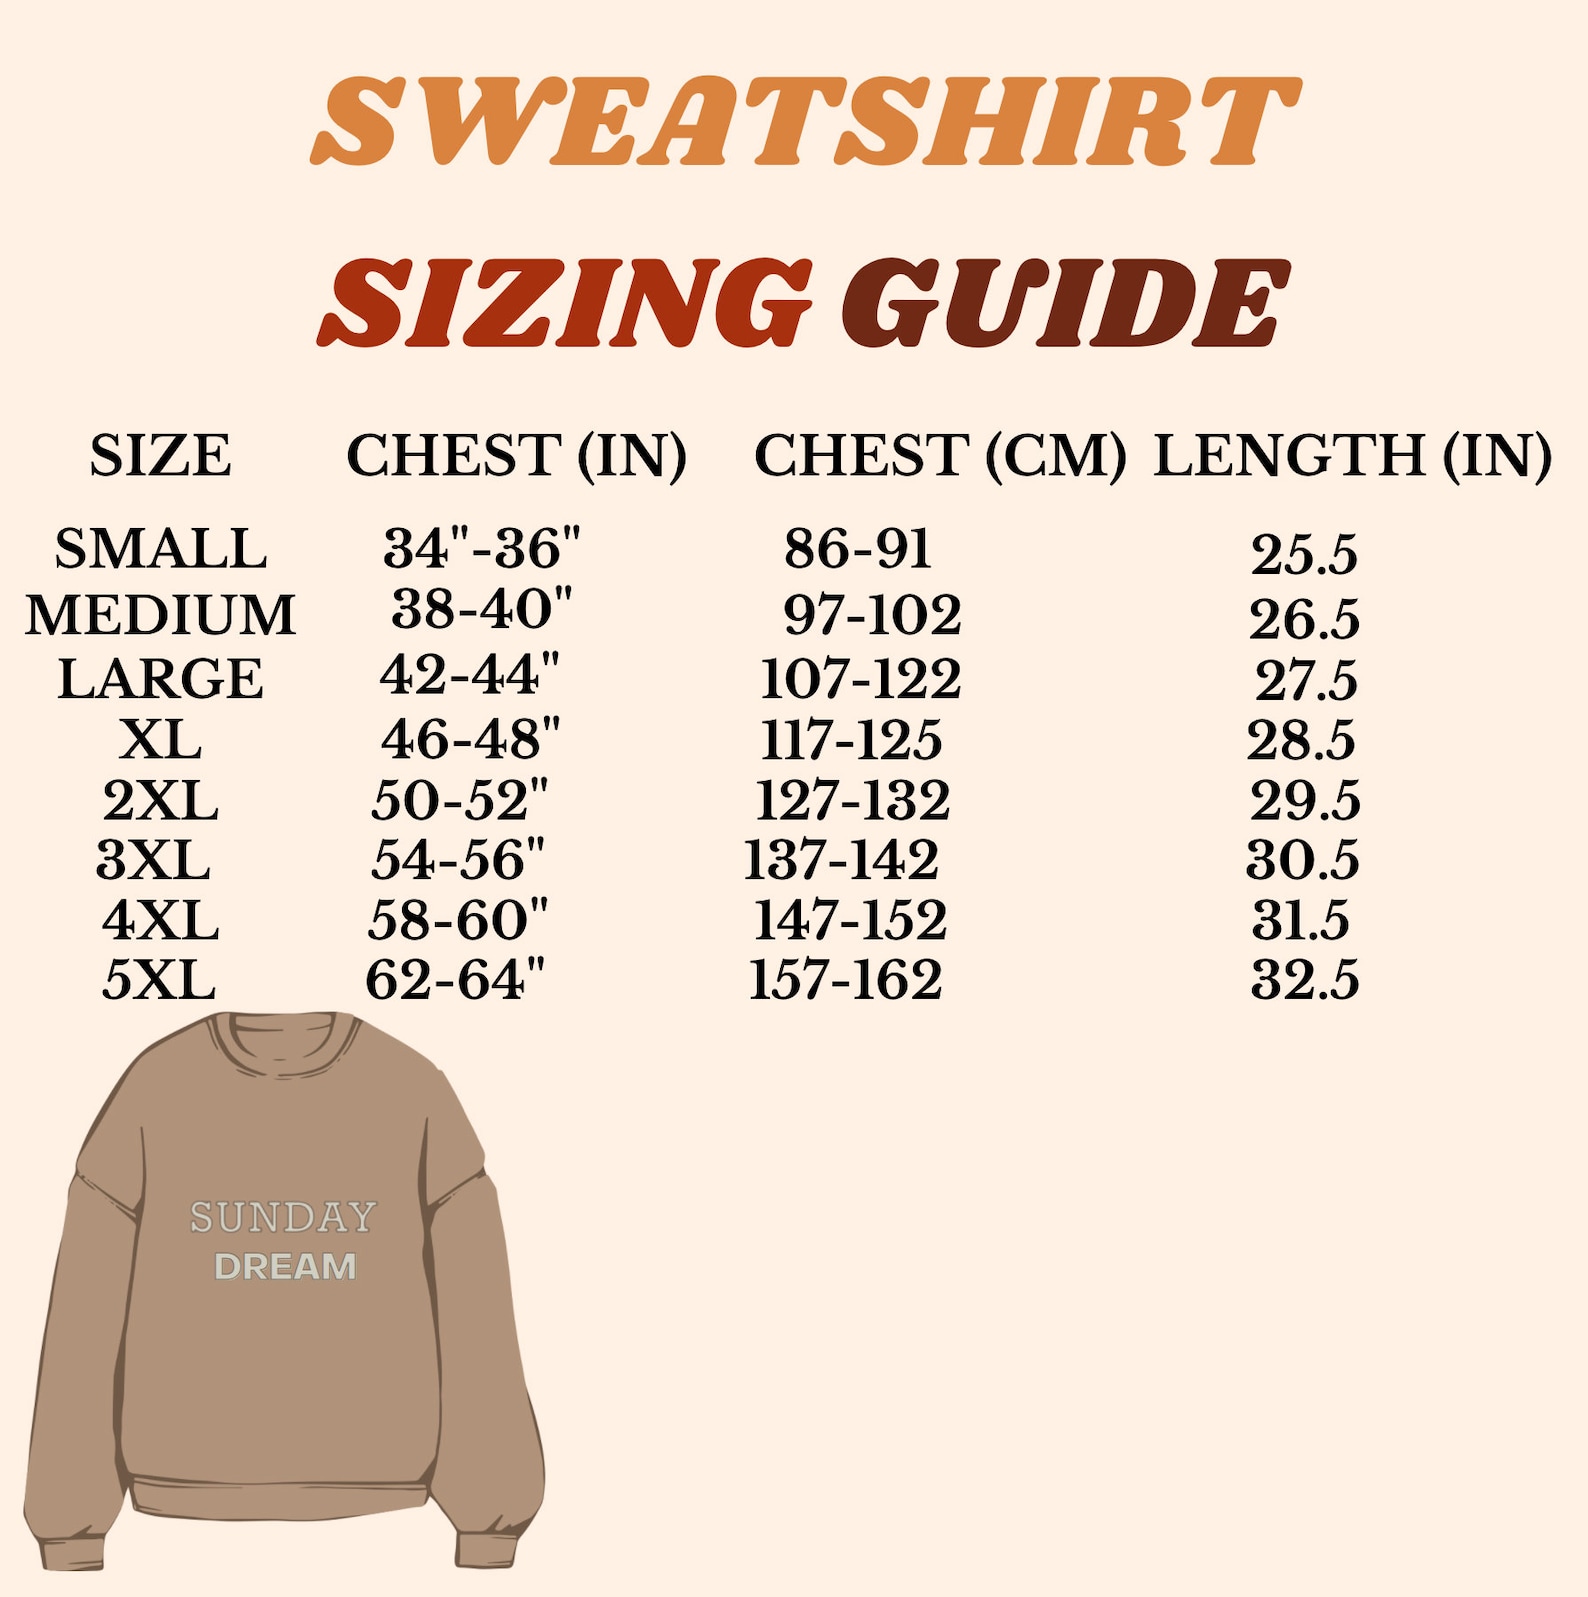 SWEATSHIRT
SIZING GUIDE
SIZE CHEST (IN) CHEST (CM) LENGTH (IN)
SMALL 34"-36" 86-91 25.5
MEDIUM 38-40" 97-102 26.5
LARGE 42-44" 107-122 27.5
XL 46-48" 117-125 28.5
2XL 50-52" 127-132 29.5
3XL 54-56" 137-142 30.5
4XL 58-60" 147-152 31.5
5XL 62-64" 157-162 32.5
SUNDAY
DREAM